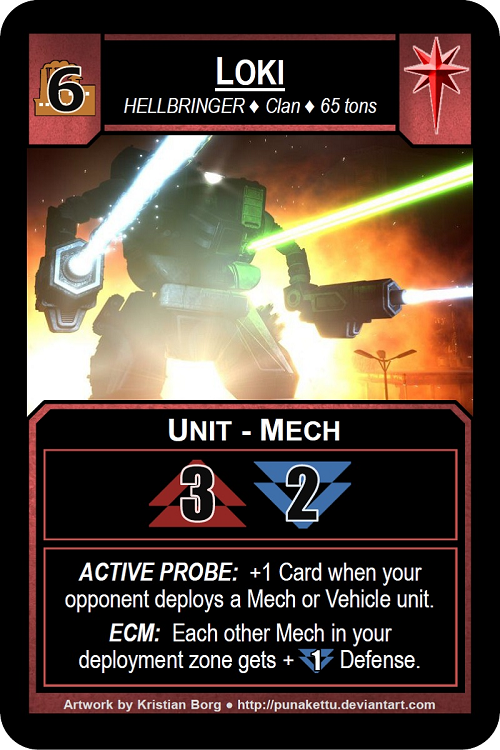 6
LOKI
HELLBRINGER ♦ Clan ♦ 65 tons
UNIT - MECH
3 2
ACTIVE PROBE: +1 Card when your
opponent deploys a Mech or Vehicle unit.
ECM: Each other Mech in your
deployment zone gets + 1 Defense.
Artwork by Kristian Borg ● http://punakettu.deviantart.com